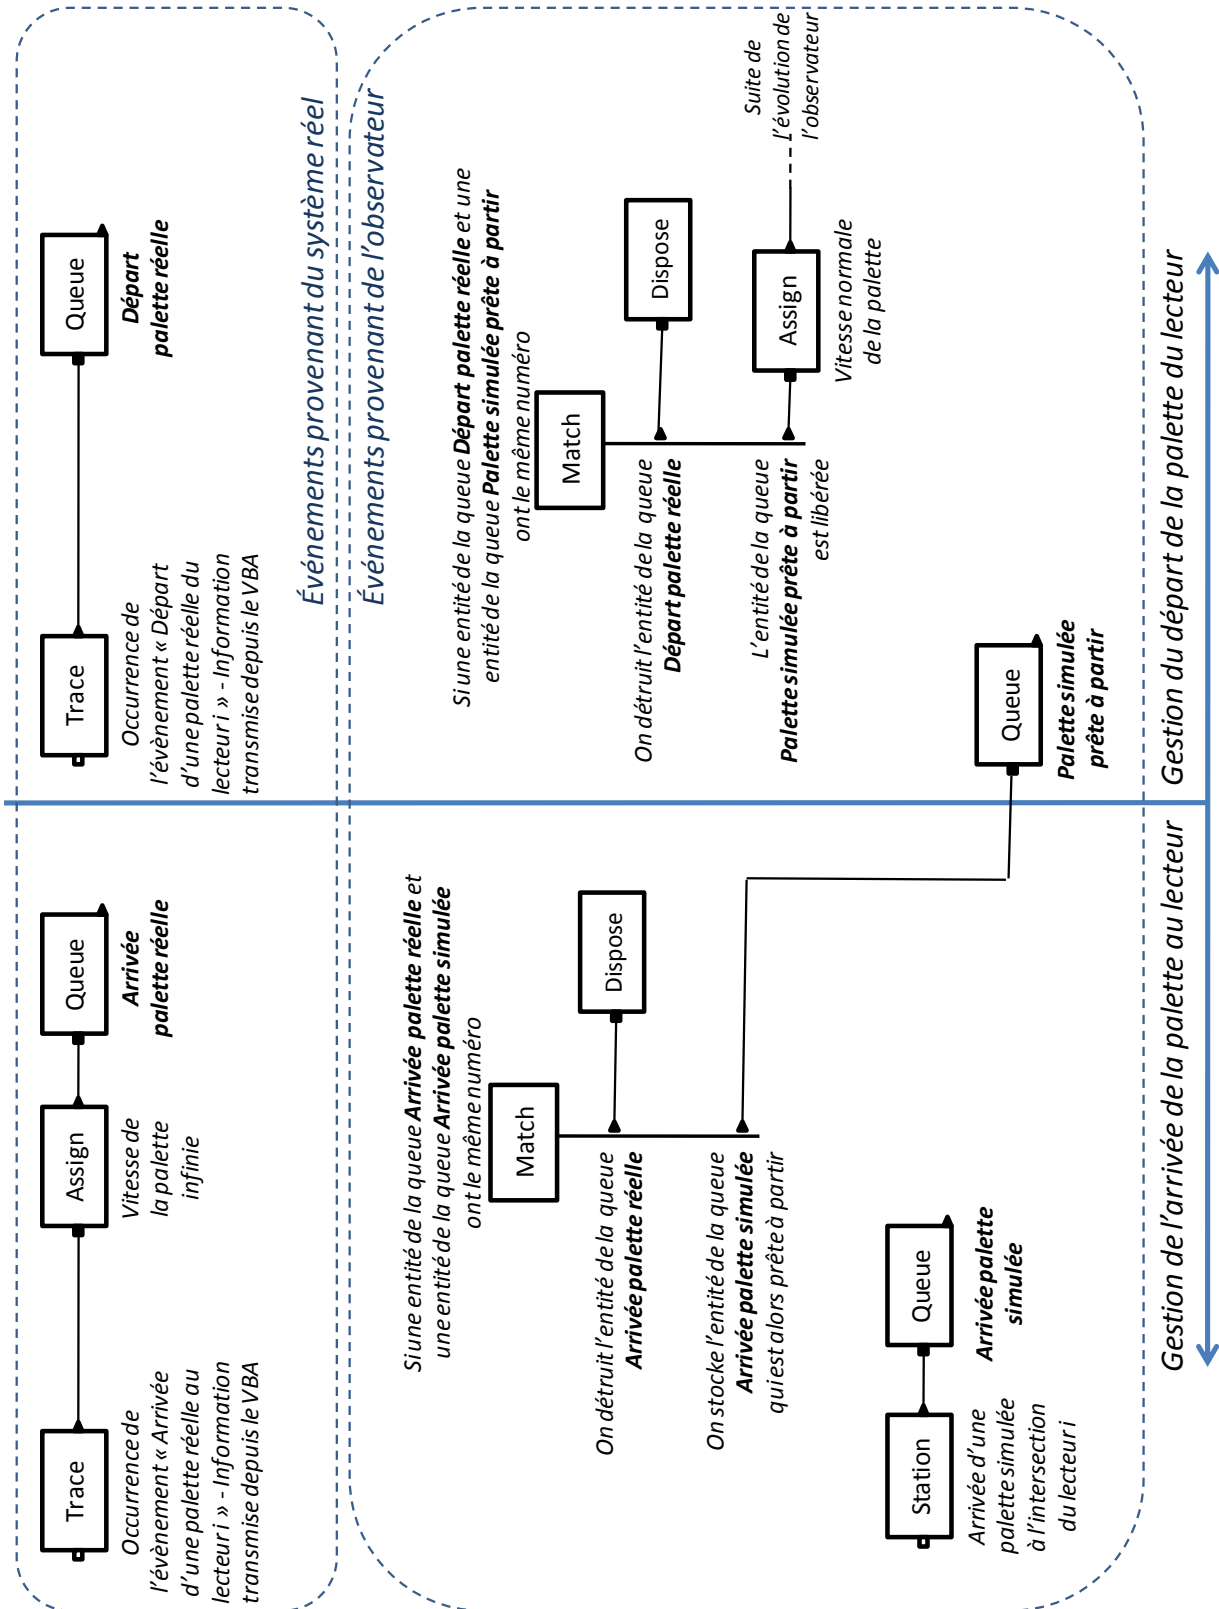 Trace
Occurrence de
l'évènement « Arrivée
d'une palette réelle au
lecteur i » - Information
transmise depuis le VBA
Assign
Vitesse de
la palette
infinie
Queue
Arrivée
palette réelle
Trace
Occurrence de
l'évènement « Départ
d'une palette réelle du
lecteur i » - Information
transmise depuis le VBA
Queue
Départ
palette réelle
Événements provenant du système réel
Événements provenant de l'observateur
Si une entité de la queue Arrivée palette réelle et
une entité de la queue Arrivée palette simulée
ont le même numéro
Match
On détruit l'entité de la queue
Arrivée palette réelle
Dispose
On stocke l'entité de la queue
Arrivée palette simulée
qui est alors prête à partir
Station
Arrivée d'une
palette simulée
à l'intersection
du lecteur i
Queue
Arrivée palette
simulée
Si une entité de la queue Départ palette réelle et une
entité de la queue Palette simulée prête à partir
ont le même numéro
Match
On détruit l'entité de la queue
Départ palette réelle
Dispose
L'entité de la queue
Palette simulée prête à partir
est libérée
Assign
Vitesse normale
de la palette
Suite de
l'évolution de
l'observateur
Queue
Palette simulée
prête à partir
Gestion de l'arrivée de la palette au lecteur
Gestion du départ de la palette du lecteur